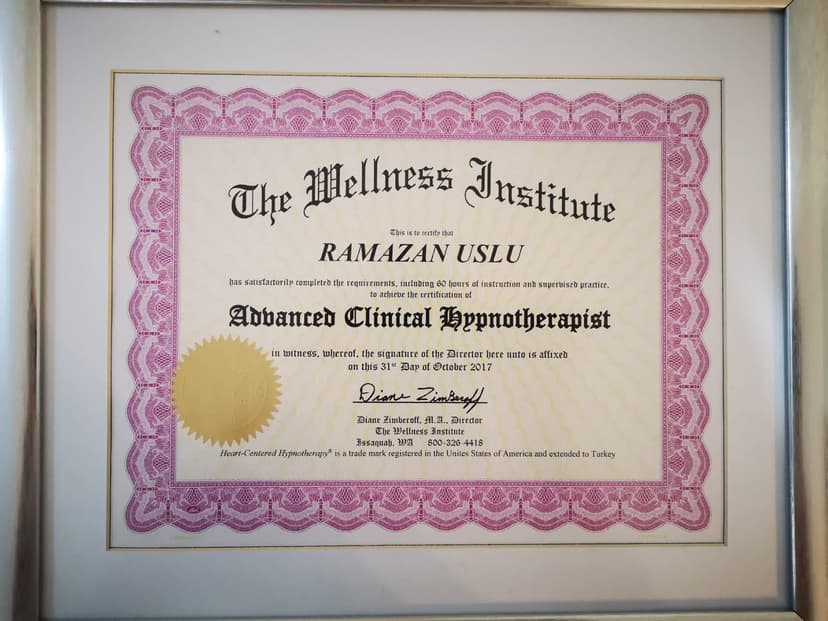 The Wellness Institute
This is to certify that
RAMAZAN USLU
has satisfactorily completed the requirements, including 60 hours of instruction and supervised practice,
to achieve the certification of
Advanced Clinical Hypnotherapist
in witness, whereof, the signature of the Director here unto is affixed
on this 31st Day of October 2017
Diane Zimberoff
Diane Zimberoff, M.A., Director
The Wellness Institute
Issaquah, WA 800-326-4418
Heart-Centered Hypnotherapy® is a trade mark registered in the Unites States of America and extended to Turkey